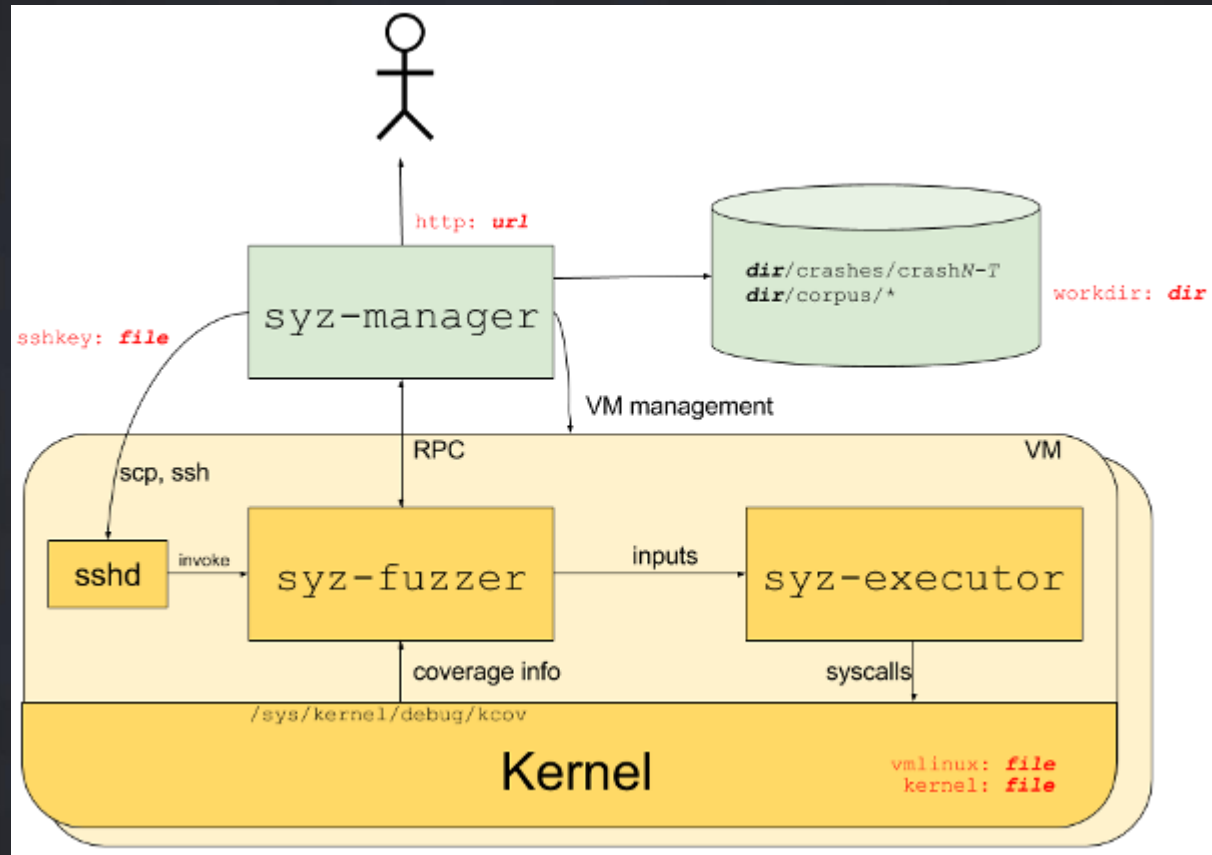 http: url
dir/crashes/crashN-T
dir/corpus/*
workdir: dir
syz-manager
sshkey: file
VM management
RPC
VM
scp, ssh
sshd
invoke
syz-fuzzer
inputs
syz-executor
coverage info
syscalls
/sys/kernel/debug/kcov
Kernel
vmlinux: file
kernel: file